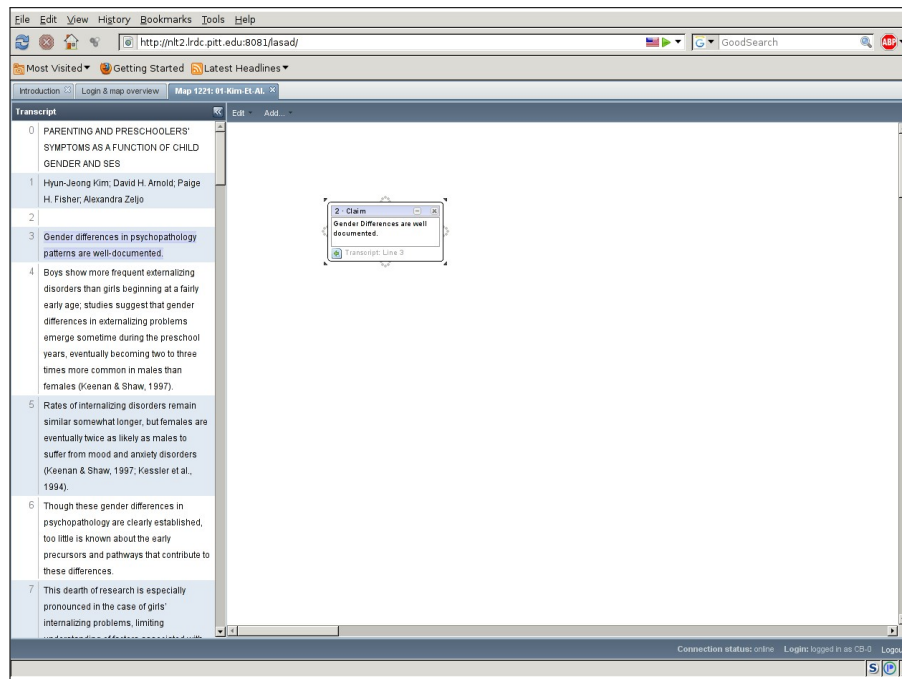 File Edit View History Bookmarks Tools Help
http://nlt2.lrdc.pitt.edu:8081/lasad/
G GoodSearch
ABP
Most Visited Getting Started Latest Headlines
Introduction Login & map overview Map 1221: 01-Kim-Et-Al.
Transcript
Edit Add...
0 PARENTING AND PRESCHOOLERS'
SYMPTOMS AS A FUNCTION OF CHILD
GENDER AND SES
1 Hyun-Jeong Kim; David H. Arnold; Paige
H. Fisher; Alexandra Zeljo
2
3 Gender differences in psychopathology
patterns are well-documented.
4 Boys show more frequent externalizing
disorders than girls beginning at a fairly
early age; studies suggest that gender
differences in externalizing problems
emerge sometime during the preschool
years, eventually becoming two to three
times more common in males than
females (Keenan & Shaw, 1997).
5 Rates of internalizing disorders remain
similar somewhat longer, but females are
eventually twice as likely as males to
suffer from mood and anxiety disorders
(Keenan & Shaw, 1997; Kessler et al.,
1994).
6 Though these gender differences in
psychopathology are clearly established,
too little is known about the early
precursors and pathways that contribute to
these differences.
7 This dearth of research is especially
pronounced in the case of girls'
internalizing problems, limiting
understanding of factors associated with
2 - Claim
Gender Differences are well
documented.
Transcript: Line 3
Connection status: online Login: logged in as CB-0 Logou
S